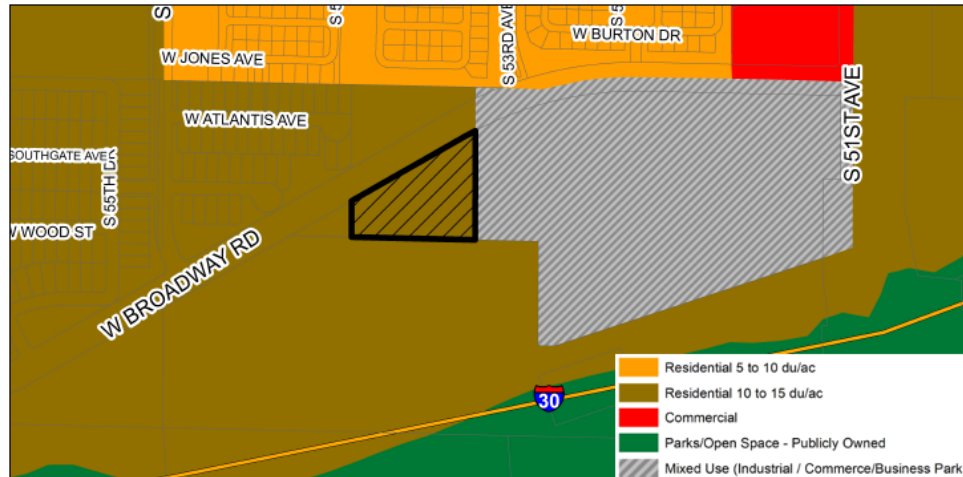 W BURTON DR
W JONES AVE
S 53RD AVE
S 51ST AVE
W ATLANTIS AVE
SOUTHGATE AVE
S 55TH DR
W WOOD ST
W BROADWAY RD
30
Residential 5 to 10 du/ac
Residential 10 to 15 du/ac
Commercial
Parks/Open Space - Publicly Owned
Mixed Use (Industrial / Commerce/Business Park